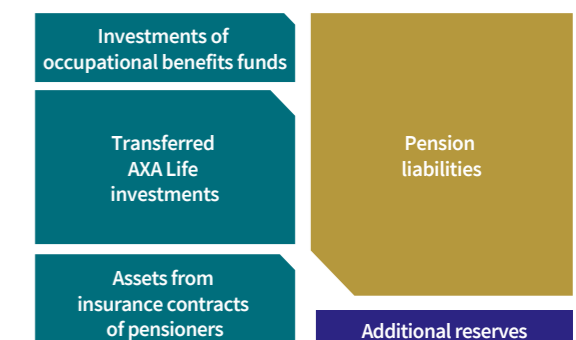 Investments of
occupational benefits funds
Transferred
AXA Life
investments
Assets from
insurance contracts
of pensioners
Pension
liabilities
Additional reserves